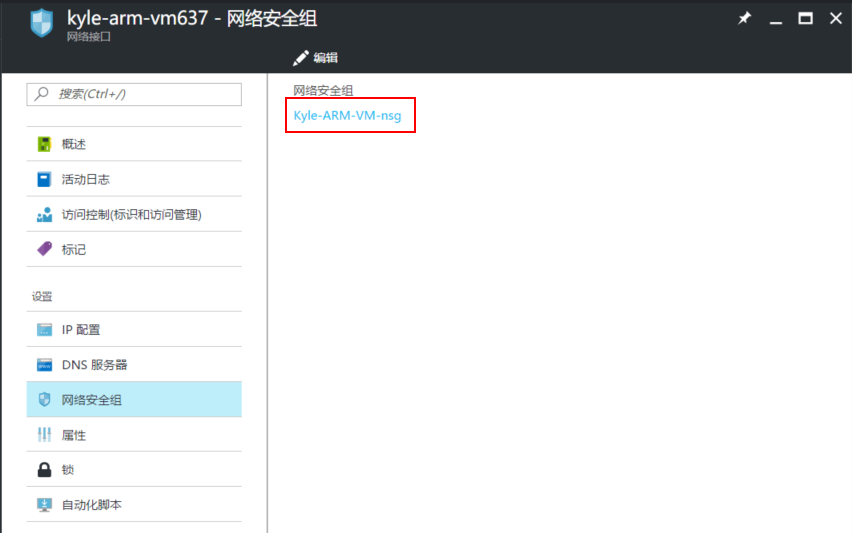 kyle-arm-vm637 - 网络安全组
网络接口
编辑
搜索(Ctrl+/)
概述
活动日志
访问控制(标识和访问管理)
标记
设置
IP 配置
DNS 服务器
网络安全组
属性
锁
自动化脚本
网络安全组
Kyle-ARM-VM-nsg